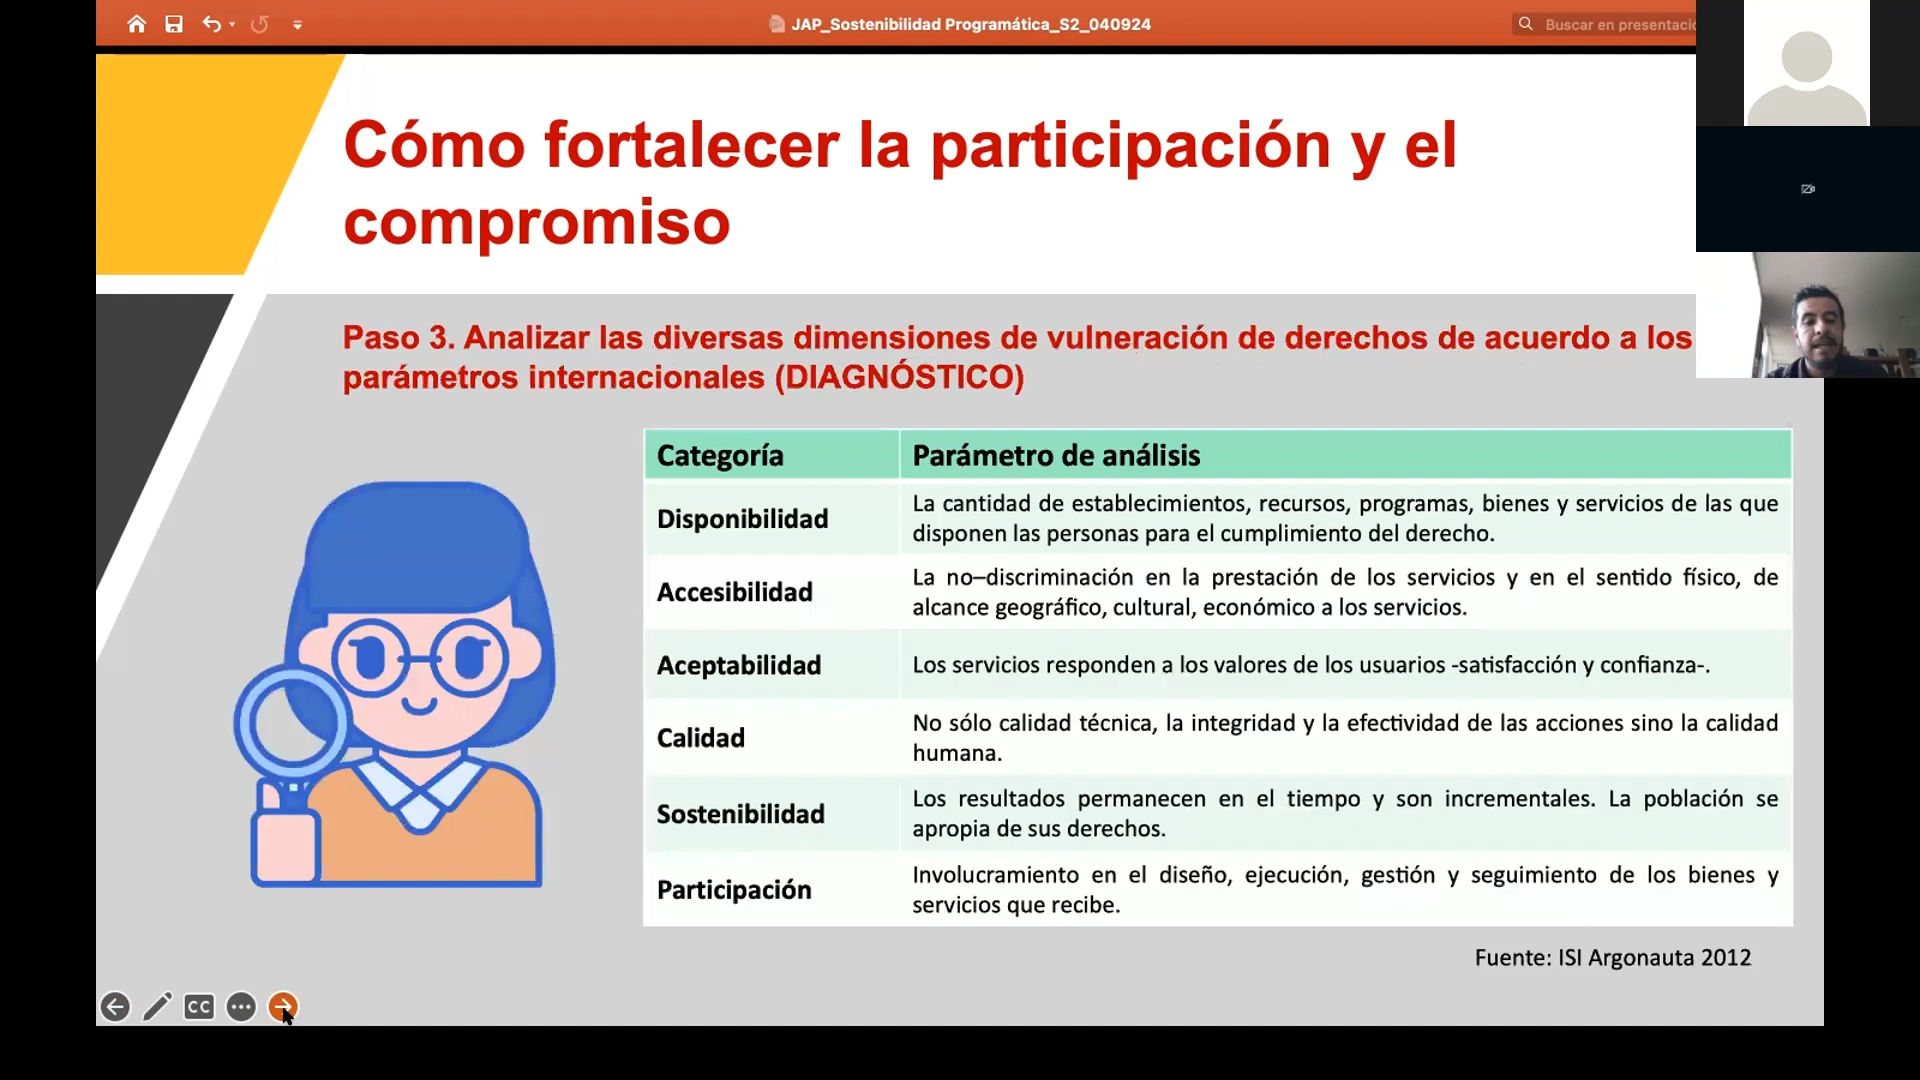 JAP_Sostenibilidad Programática_S2_040924
Buscar en presentació
Cómo fortalecer la participación y el
compromiso
Paso 3. Analizar las diversas dimensiones de vulneración de derechos de acuerdo a los
parámetros internacionales (DIAGNÓSTICO)
Categoría
Parámetro de análisis
Disponibilidad
La cantidad de establecimientos, recursos, programas, bienes y servicios de las que
disponen las personas para el cumplimiento del derecho.
Accesibilidad
La no–discriminación en la prestación de los servicios y en el sentido físico, de
alcance geográfico, cultural, económico a los servicios.
Aceptabilidad
Los servicios responden a los valores de los usuarios -satisfacción y confianza-.
Calidad
No sólo calidad técnica, la integridad y la efectividad de las acciones sino la calidad
humana.
Sostenibilidad
Los resultados permanecen en el tiempo y son incrementales. La población se
apropia de sus derechos.
Participación
Involucramiento en el diseño, ejecución, gestión y seguimiento de los bienes y
servicios que recibe.
Fuente: ISI Argonauta 2012
CC